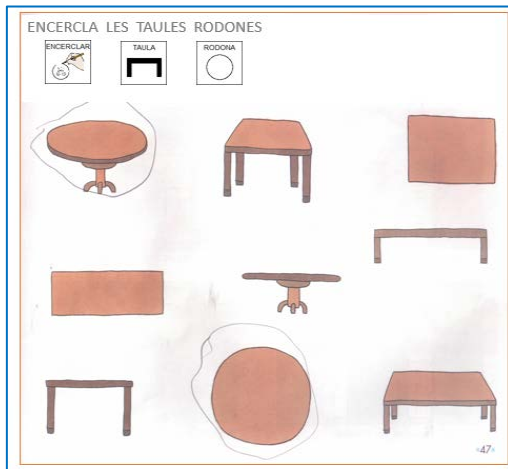 ENCERCLA LES TAULES RODONES
ENCERCLAR
TAULA
RODONA
47